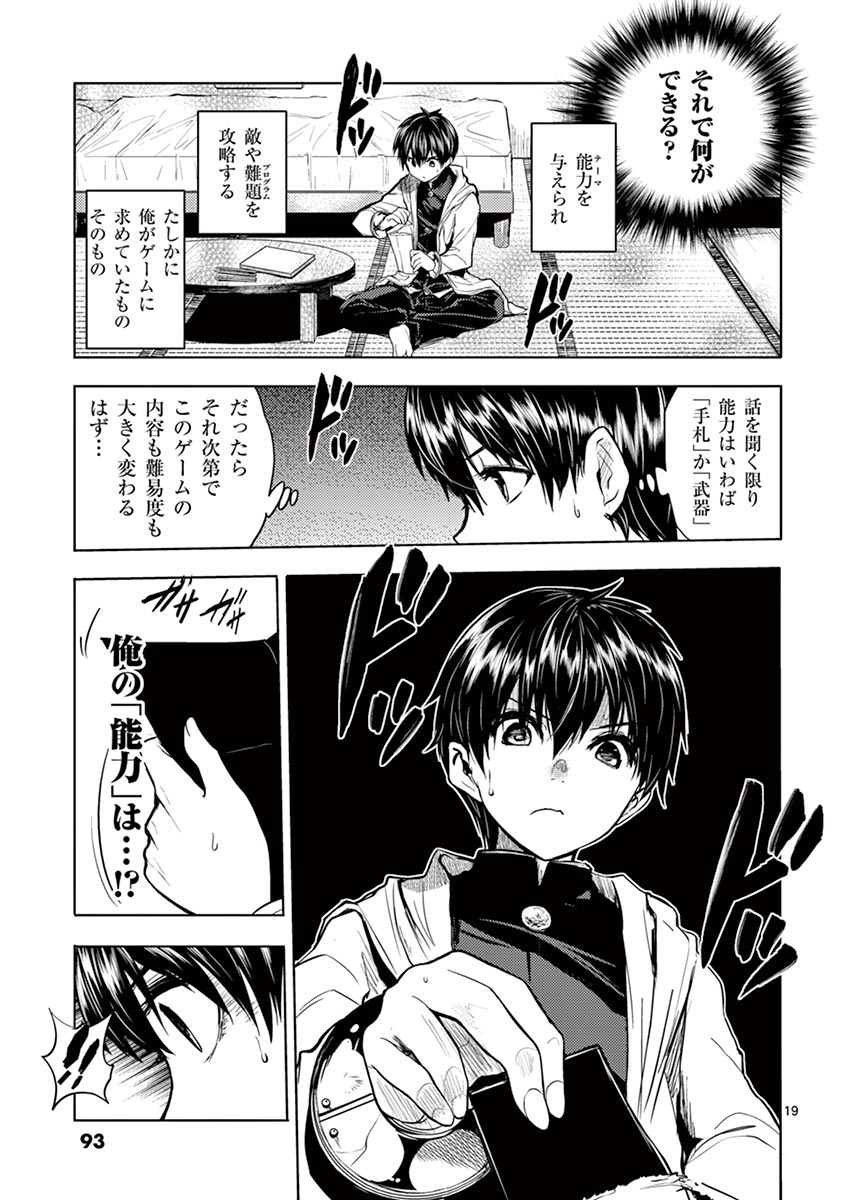 それで何が
できる?
能力を
テーマ
与えられ
ドッ
敵や難題を
プログラム
攻略する
たしかに
俺がゲームに
求めていたもの
そのもの
ドッ
話を聞く限り
能力はいわば
「手札」か「武器」
だったら
それ次第で
このゲームの
内容も難易度も
大きく変わる
はず…
ドッ
ドッ
ガサ
ガサ
俺の「能力」は…!?
!!
19
93